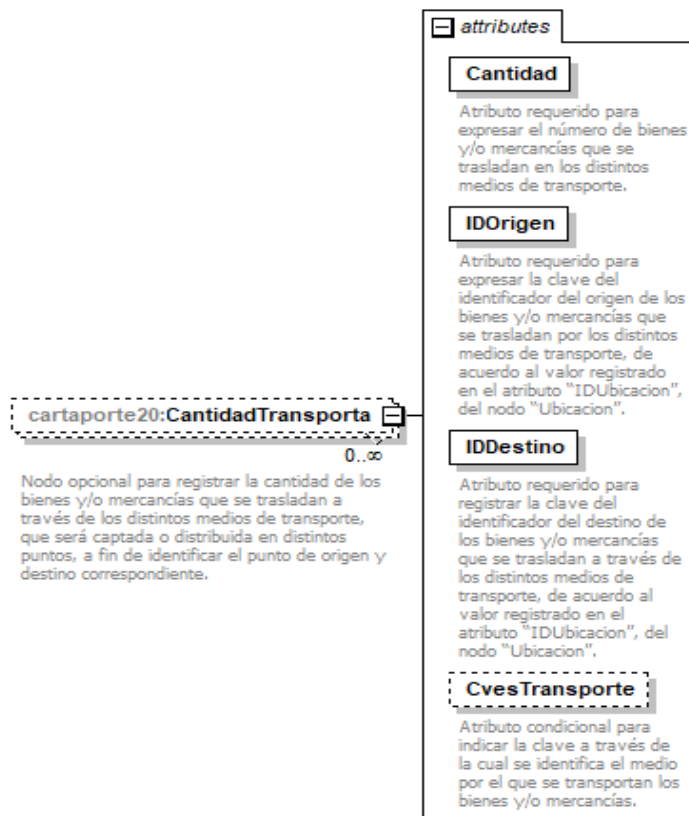 attributes
Cantidad
Atributo requerido para
expresar el número de bienes
y/o mercancías que se
trasladan en los distintos
medios de transporte.
IDOrigen
Atributo requerido para
expresar la clave del
identificador del origen de los
bienes y/o mercancías que
se trasladan por los distintos
medios de transporte, de
acuerdo al valor registrado
en el atributo “IDUbicacion”,
del nodo “Ubicacion”.
cartaporte20:CantidadTransporta
0..∞
Nodo opcional para registrar la cantidad de los
bienes y/o mercancías que se trasladan a
través de los distintos medios de transporte,
que será captada o distribuida en distintos
puntos, a fin de identificar el punto de origen y
destino correspondiente.
IDDestino
Atributo requerido para
registrar la clave del
identificador del destino de
los bienes y/o mercancías
que se trasladan a través de
los distintos medios de
transporte, de acuerdo al
valor registrado en el
atributo “IDUbicacion”, del
nodo “Ubicacion”.
CvesTransporte
Atributo condicional para
indicar la clave a través de
la cual se identifica el medio
por el que se transportan los
bienes y/o mercancías.